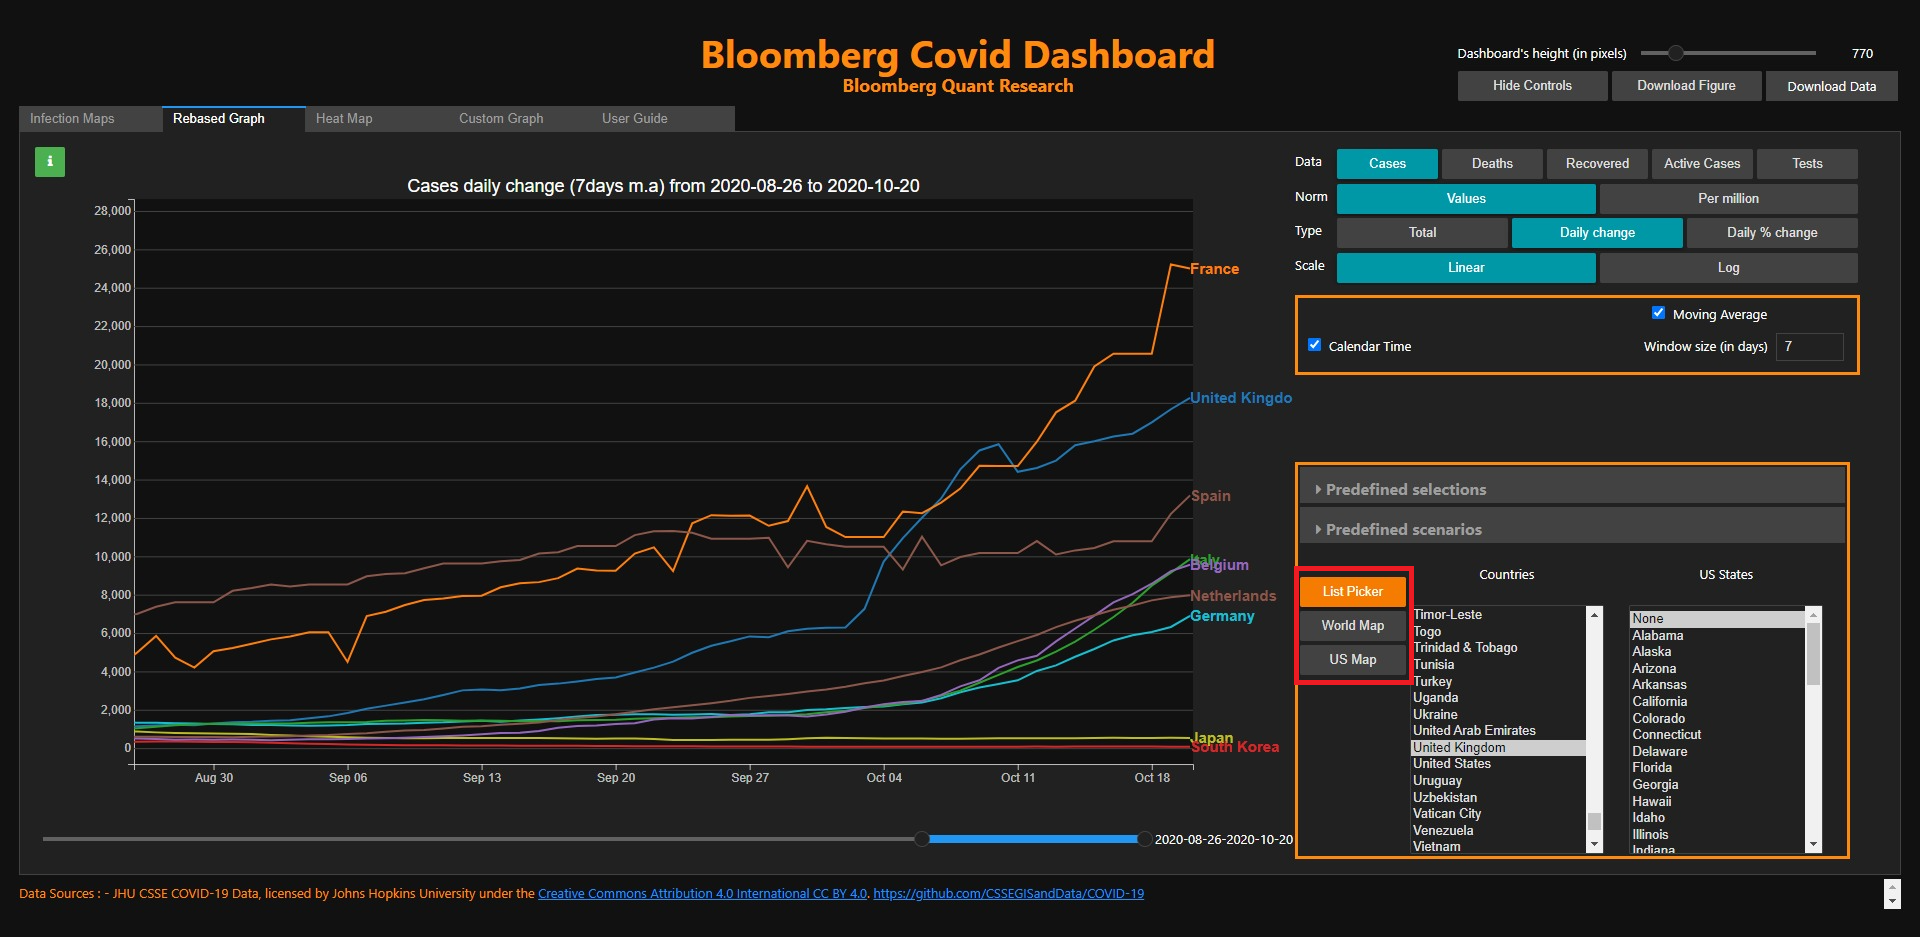 Bloomberg Covid Dashboard
Bloomberg Quant Research
Dashboard's height (in pixels) 770
Hide Controls Download Figure Download Data
Infection Maps Rebased Graph Heat Map Custom Graph User Guide
i
Cases daily change (7days m.a) from 2020-08-26 to 2020-10-20
28,000
26,000
24,000
22,000
20,000
18,000
16,000
14,000
12,000
10,000
8,000
6,000
4,000
2,000
0
Aug 30 Sep 06 Sep 13 Sep 20 Sep 27 Oct 04 Oct 11 Oct 18
France
United Kingdo
Spain
Italy
Belgium
Netherlands
Germany
Japan
South Korea
2020-08-26-2020-10-20
Data Cases Deaths Recovered Active Cases Tests
Norm Values Per million
Type Total Daily change Daily % change
Scale Linear Log
Moving Average
Calendar Time Window size (in days) 7
Predefined selections
Predefined scenarios
List Picker
World Map
US Map
Countries
Timor-Leste
Togo
Trinidad & Tobago
Tunisia
Turkey
Uganda
Ukraine
United Arab Emirates
United Kingdom
United States
Uruguay
Uzbekistan
Vatican City
Venezuela
Vietnam
US States
None
Alabama
Alaska
Arizona
Arkansas
California
Colorado
Connecticut
Delaware
Florida
Georgia
Hawaii
Idaho
Illinois
Indiana
Data Sources : - JHU CSSE COVID-19 Data, licensed by Johns Hopkins University under the Creative Commons Attribution 4.0 International CC BY 4.0. https://github.com/CSSEGISandData/COVID-19